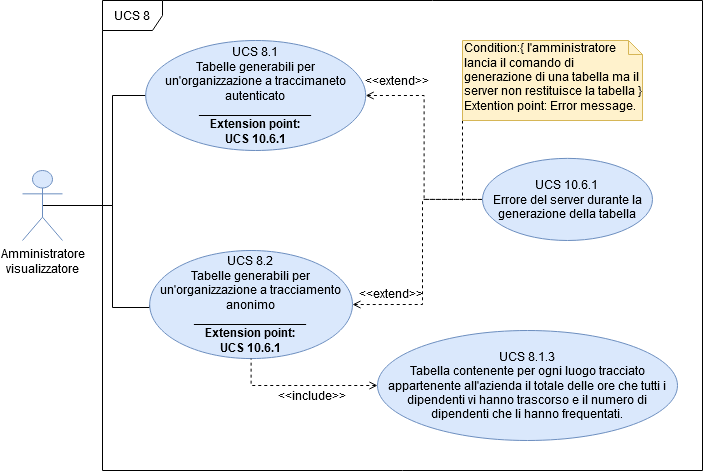 UCS 8
UCS 8.1
Tabelle generabili per
un'organizzazione a traccimaneto
autenticato
Extension point:
UCS 10.6.1
<<extend>>
Condition:{ l'amministratore
lancia il comando di
generazione di una tabella ma il
server non restituisce la tabella }
Extention point: Error message.
UCS 10.6.1
Errore del server durante la
generazione della tabella
Amministratore
visualizzatore
UCS 8.2
Tabelle generabili per
un'organizzazione a tracciamento
anonimo
Extension point:
UCS 10.6.1
<<extend>>
<<include>>
UCS 8.1.3
Tabella contenente per ogni luogo tracciato
appartenente all'azienda il totale delle ore che tutti i
dipendenti vi hanno trascorso e il numero di
dipendenti che li hanno frequentati.